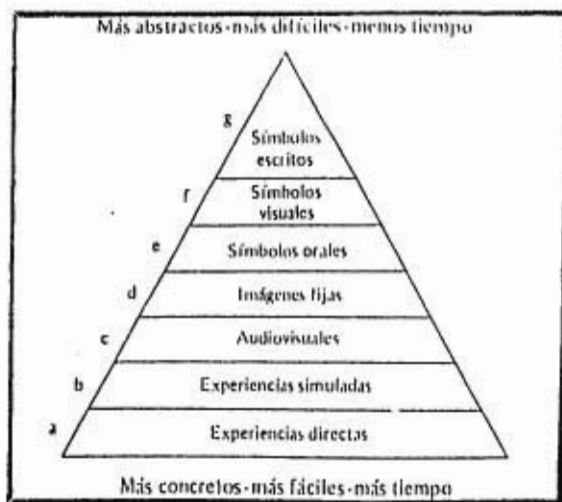 Más abstractos-más difíciles-menos tiempo
g
Símbolos
escritos
f
Símbolos
visuales
e
Símbolos orales
d
Imágenes fijas
c
Audiovisuales
b
Experiencias simuladas
a
Experiencias directas
Más concretos-más fáciles-más tiempo